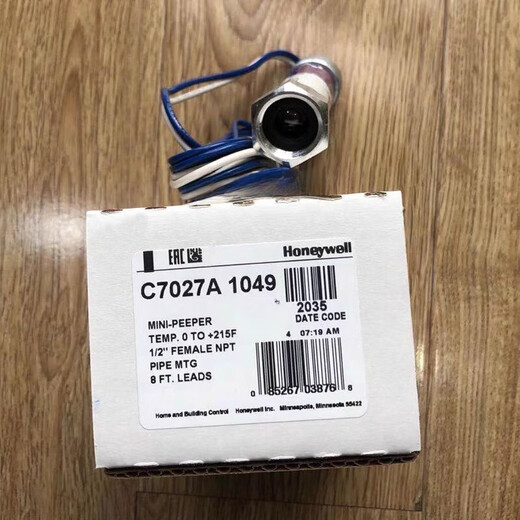 EAC
Honeywell
C7027A 1049
2035
DATE CODE
4 07:19 AM
MINI-PEEPER
TEMP. 0 TO +215F
1/2" FEMALE NPT
PIPE MTG
8 FT. LEADS
0 85267 03876 8
Home and Building Control Honeywell Inc. Minneapolis, Minnesota 55422